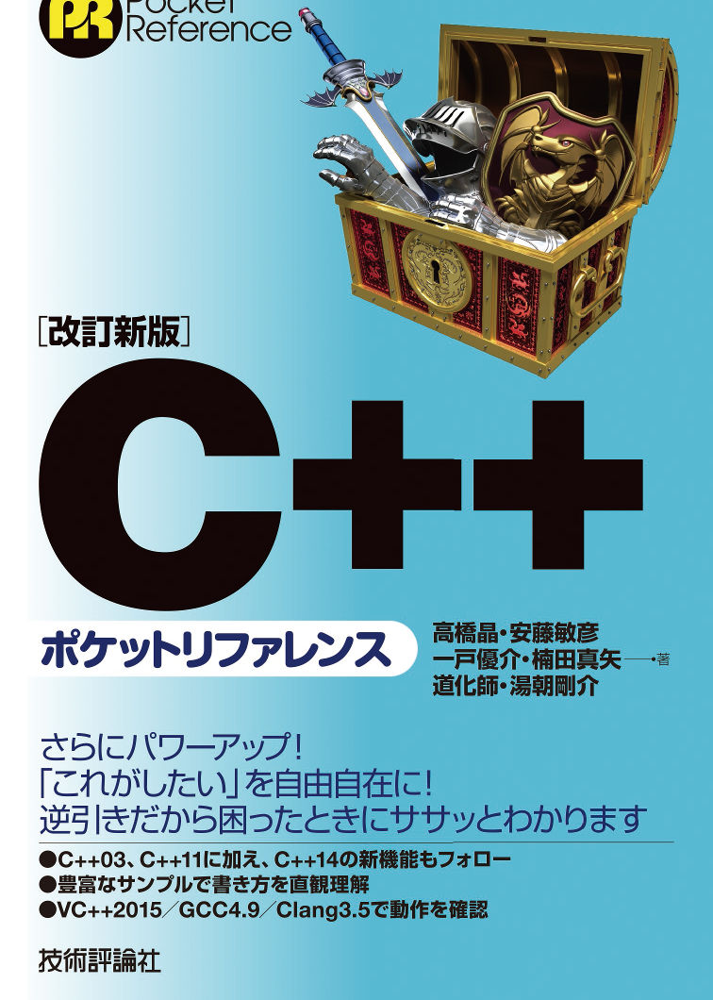 PR
Pocket
Reference
[改訂新版]
C++
ポケットリファレンス
高橋晶・安藤敏彦
一戸優介・楠田真矢──・著
道化師・湯朝剛介
さらにパワーアップ!
「これがしたい」を自由自在に!
逆引きだから困ったときにササッとわかります
●C++03、C++11に加え、C++14の新機能もフォロー
●豊富なサンプルで書き方を直観理解
●VC++2015／GCC4.9／Clang3.5で動作を確認
技術評論社